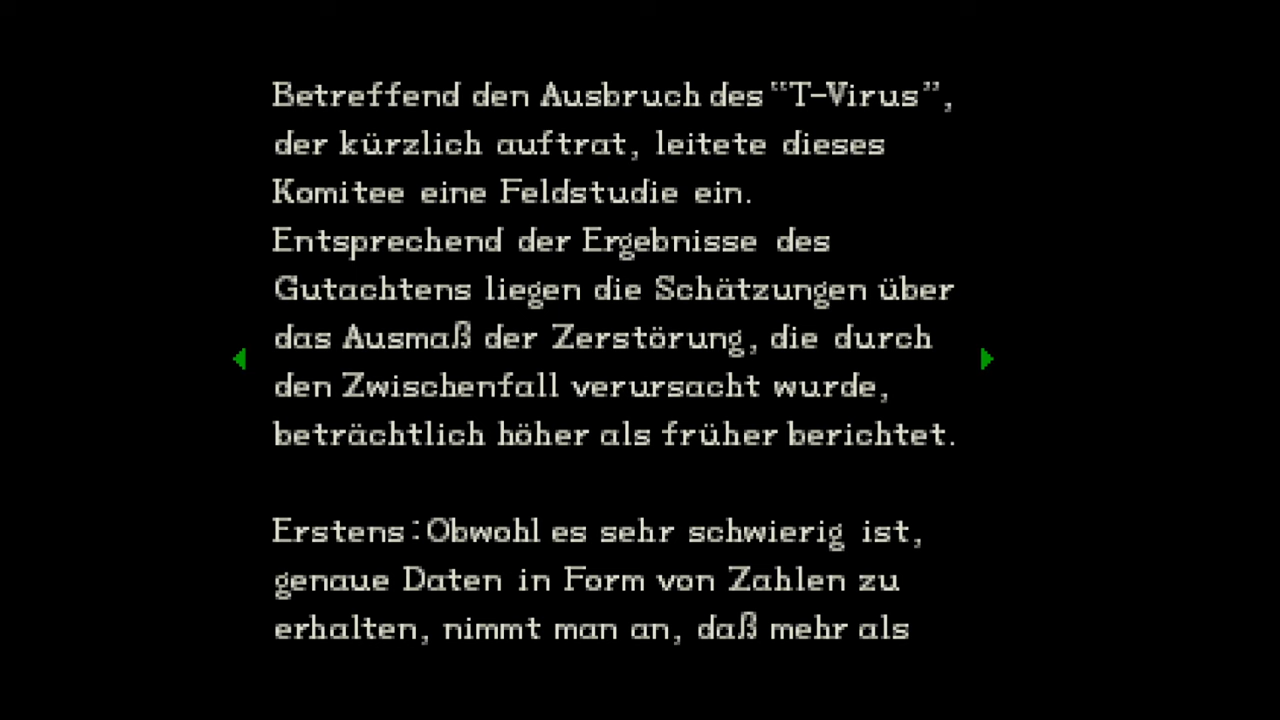 Betreffend den Ausbruch des “T-Virus”,
der kürzlich auftrat, leitete dieses
Komitee eine Feldstudie ein.
Entsprechend der Ergebnisse des
Gutachtens liegen die Schätzungen über
das Ausmaß der Zerstörung, die durch
den Zwischenfall verursacht wurde,
beträchtlich höher als früher berichtet.
Erstens:Obwohl es sehr schwierig ist,
genaue Daten in Form von Zahlen zu
erhalten, nimmt man an, daß mehr als